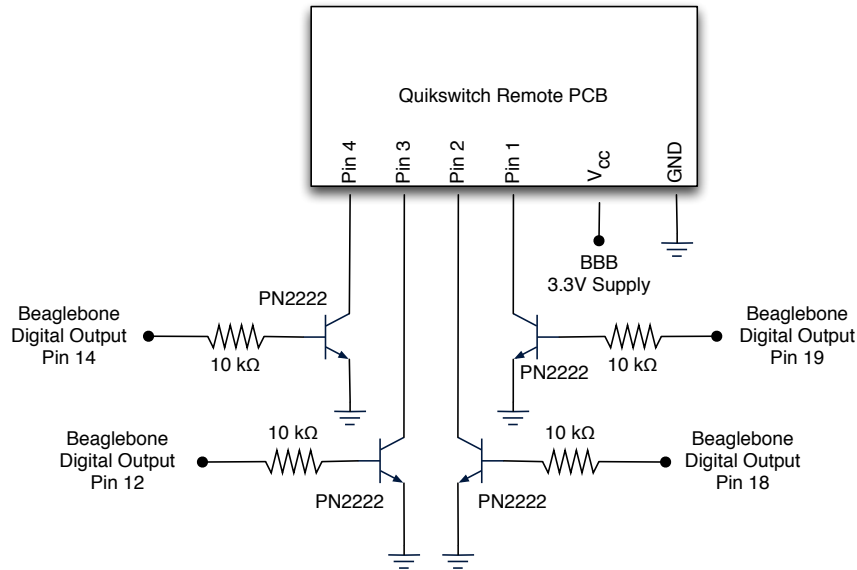 Quikswitch Remote PCB
Pin 4
Pin 3
Pin 2
Pin 1
VCC
GND
BBB
3.3V Supply
PN2222
Beaglebone
Digital Output
Pin 14
10 kΩ
PN2222
10 kΩ
Beaglebone
Digital Output
Pin 19
Beaglebone
Digital Output
Pin 12
10 kΩ
PN2222
10 kΩ
PN2222
Beaglebone
Digital Output
Pin 18